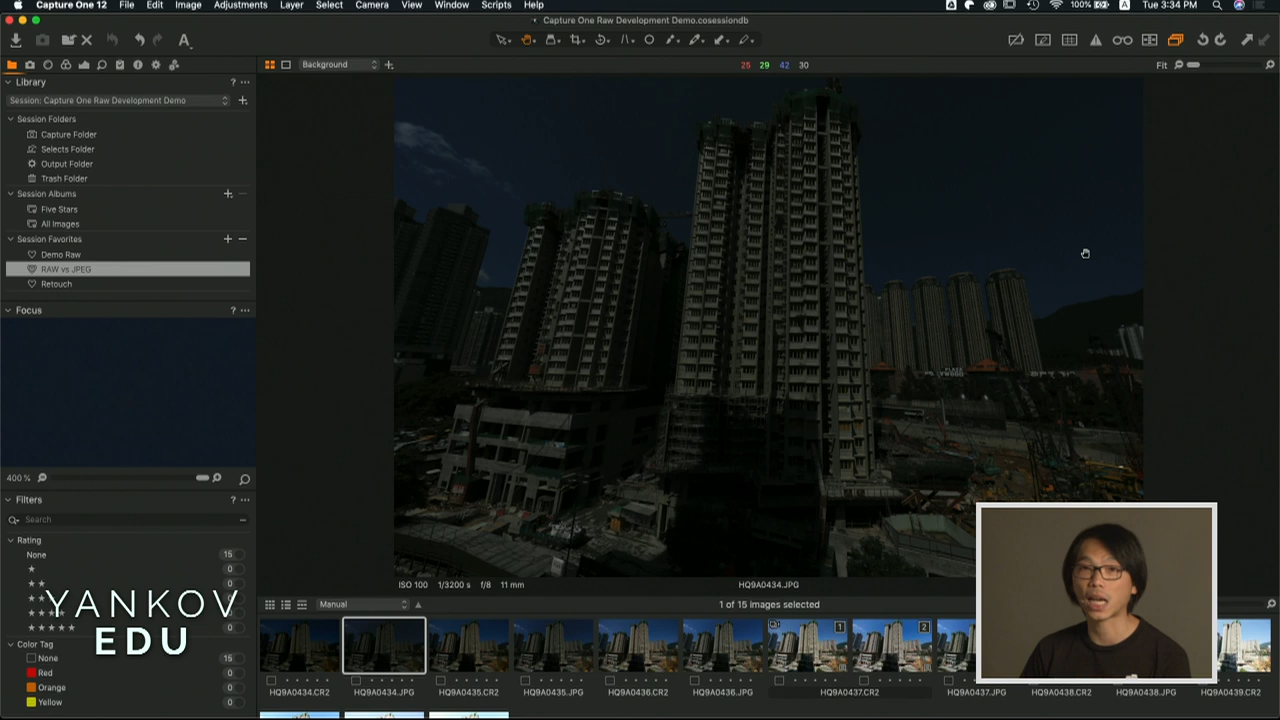 Capture One 12 File Edit Image Adjustments Layer Select Camera View Window Scripts Help 100% A Tue 3:34 PM
Capture One Raw Development Demo.cosessiondb
Background 25 29 42 30 Fit
Library ?
Session: Capture One Raw Development Demo
Session Folders
Capture Folder
Selects Folder
Output Folder
Trash Folder
Session Albums
Five Stars
All Images
Session Favorites
Demo Raw
RAW vs JPEG
Retouch
Focus ?
400%
Filters ?
Search
Rating
None 15
0
0
0
0
0
YANKOV
EDU
Color Tag
None 15
Red 0
Orange 0
Yellow 0
ISO 100 1/3200 s f/8 11 mm HQ9A0434.JPG
Manual 1 of 15 images selected
1 2
HQ9A0434.CR2 HQ9A0434.JPG HQ9A0435.CR2 HQ9A0435.JPG HQ9A0436.CR2 HQ9A0436.JPG HQ9A0437.CR2 HQ9A0437.JPG HQ9A0438.CR2 HQ9A0438.JPG HQ9A0439.CR2